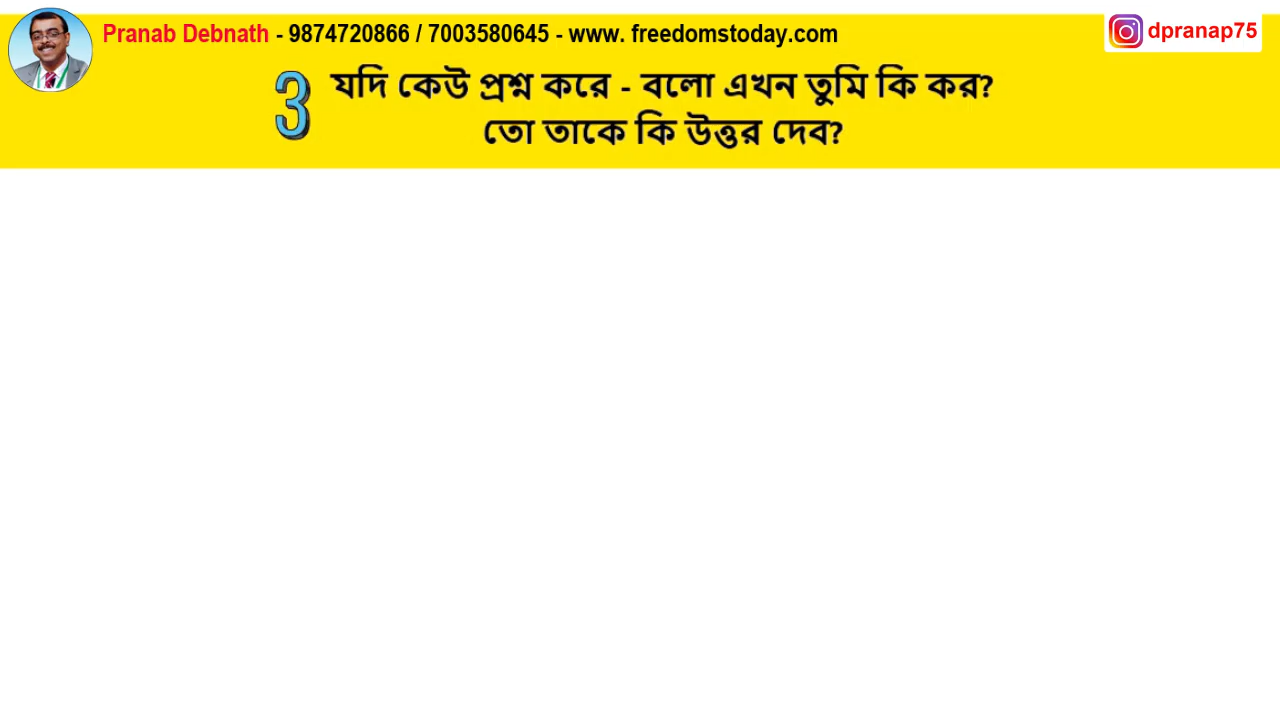 Pranab Debnath - 9874720866 / 7003580645 - www. freedomstoday.com
dpranap75
3 যদি কেউ প্রশ্ন করে - বলো এখন তুমি কি কর?
তো তাকে কি উত্তর দেব?